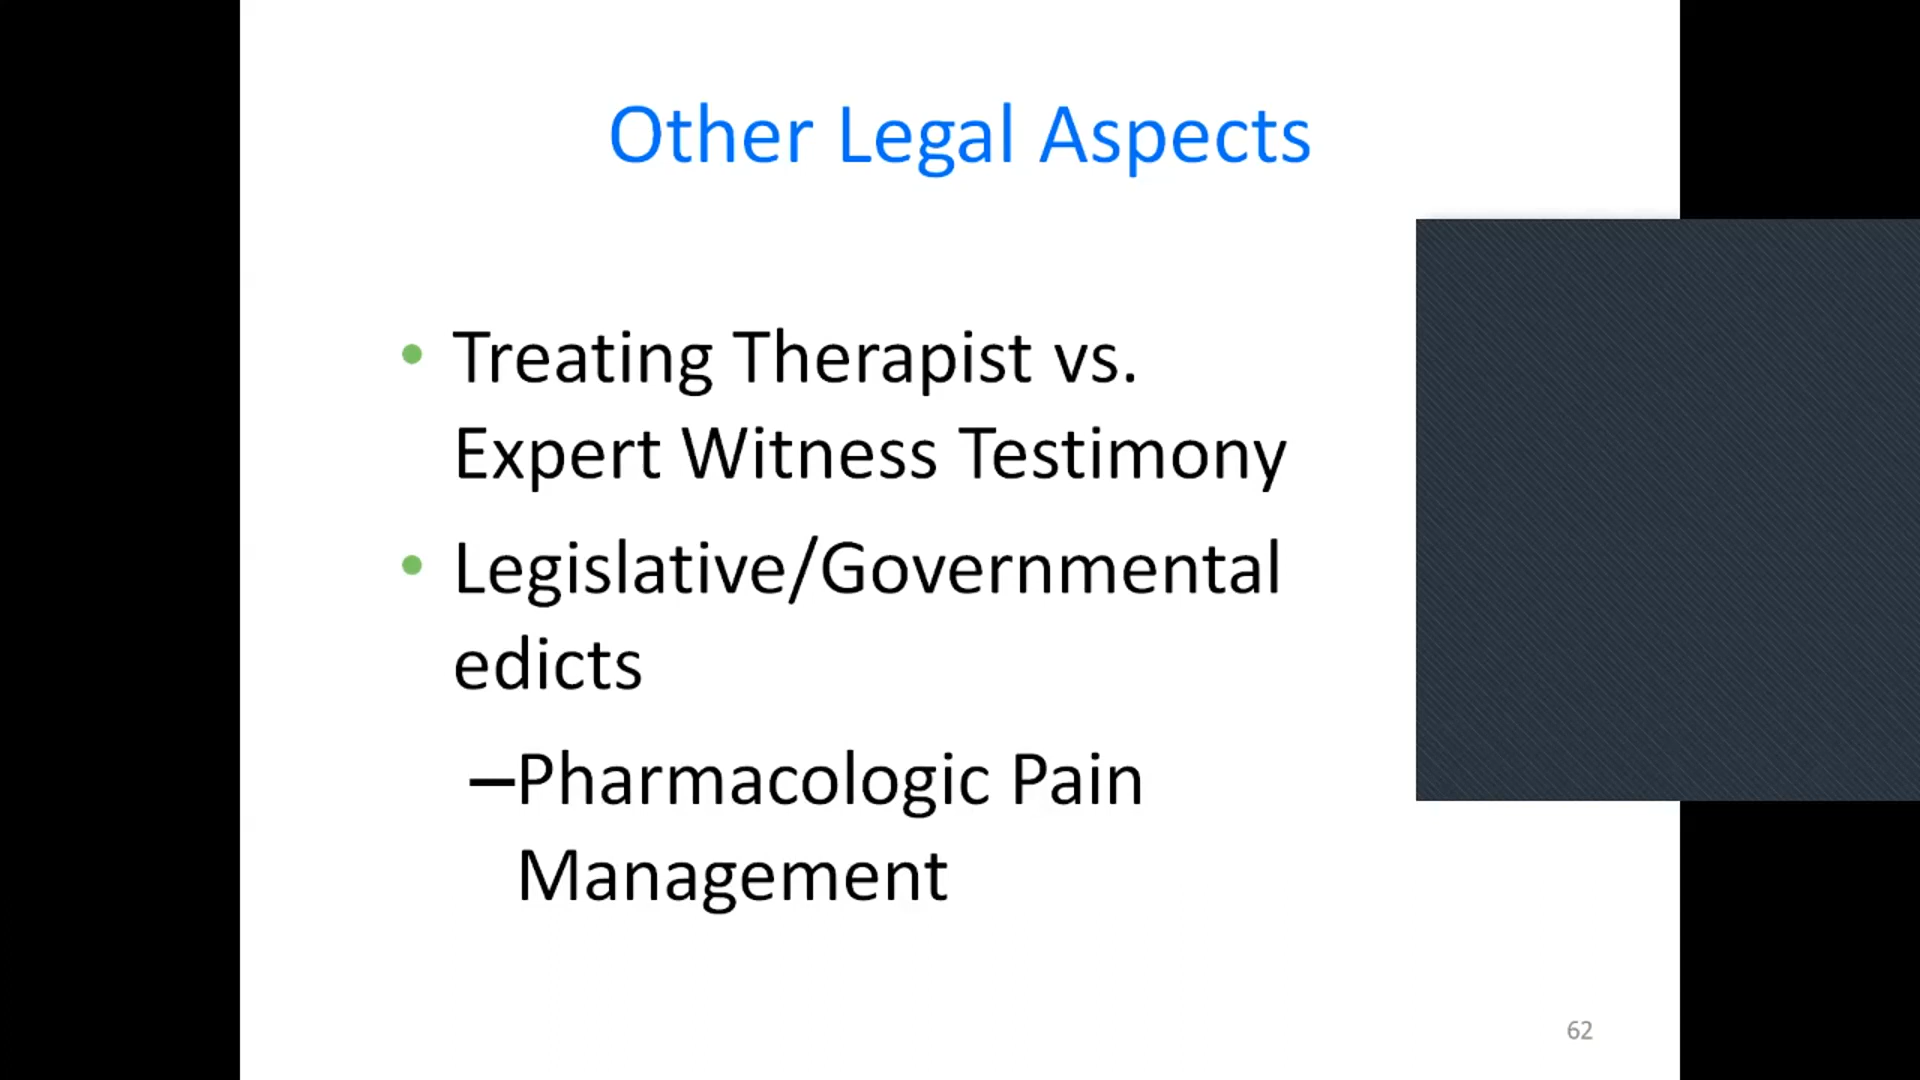 Other Legal Aspects
• Treating Therapist vs.
Expert Witness Testimony
• Legislative/Governmental
edicts
–Pharmacologic Pain
Management
62